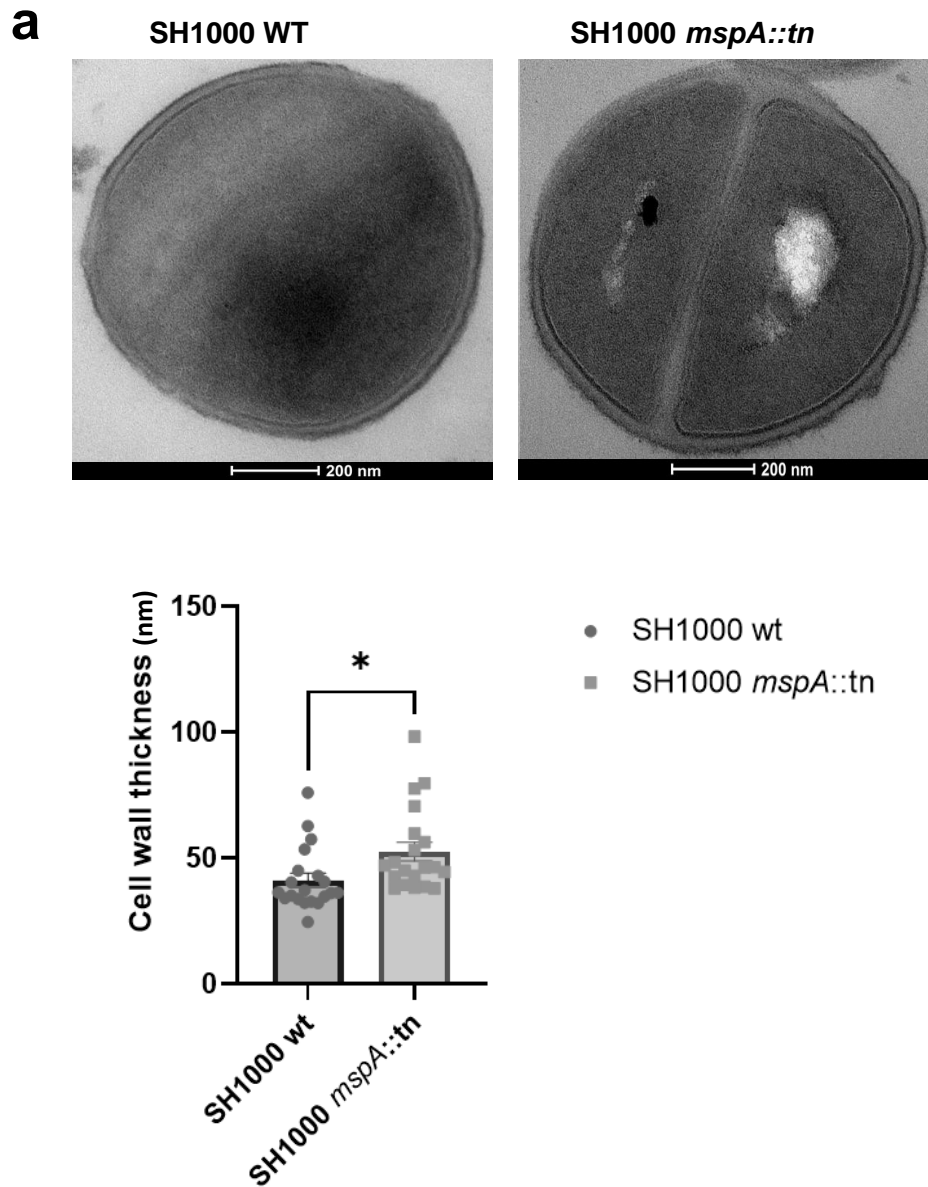 a
SH1000 WT
SH1000 mspA::tn
200 nm
200 nm
Cell wall thickness (nm)
150
100
50
0
*
SH1000 wt
SH1000 mspA::tn
SH1000 wt
SH1000 mspA::tn